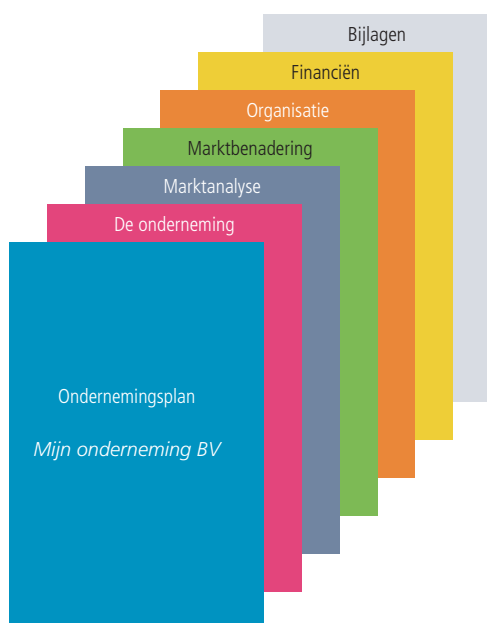 Bijlagen
Financiën
Organisatie
Marktbenadering
Marktanalyse
De onderneming
Ondernemingsplan
Mijn onderneming BV